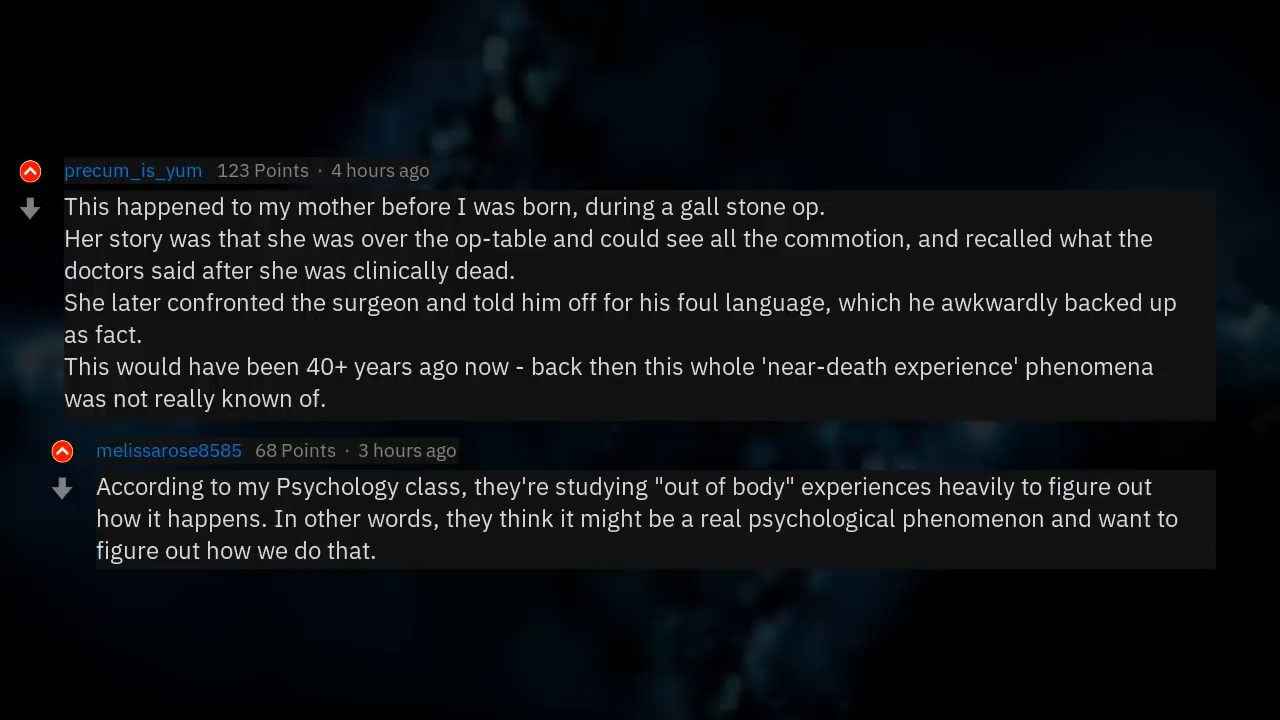 precum_is_yum 123 Points · 4 hours ago
This happened to my mother before I was born, during a gall stone op.
Her story was that she was over the op-table and could see all the commotion, and recalled what the
doctors said after she was clinically dead.
She later confronted the surgeon and told him off for his foul language, which he awkwardly backed up
as fact.
This would have been 40+ years ago now - back then this whole 'near-death experience' phenomena
was not really known of.
melissarose8585 68 Points · 3 hours ago
According to my Psychology class, they're studying "out of body" experiences heavily to figure out
how it happens. In other words, they think it might be a real psychological phenomenon and want to
figure out how we do that.